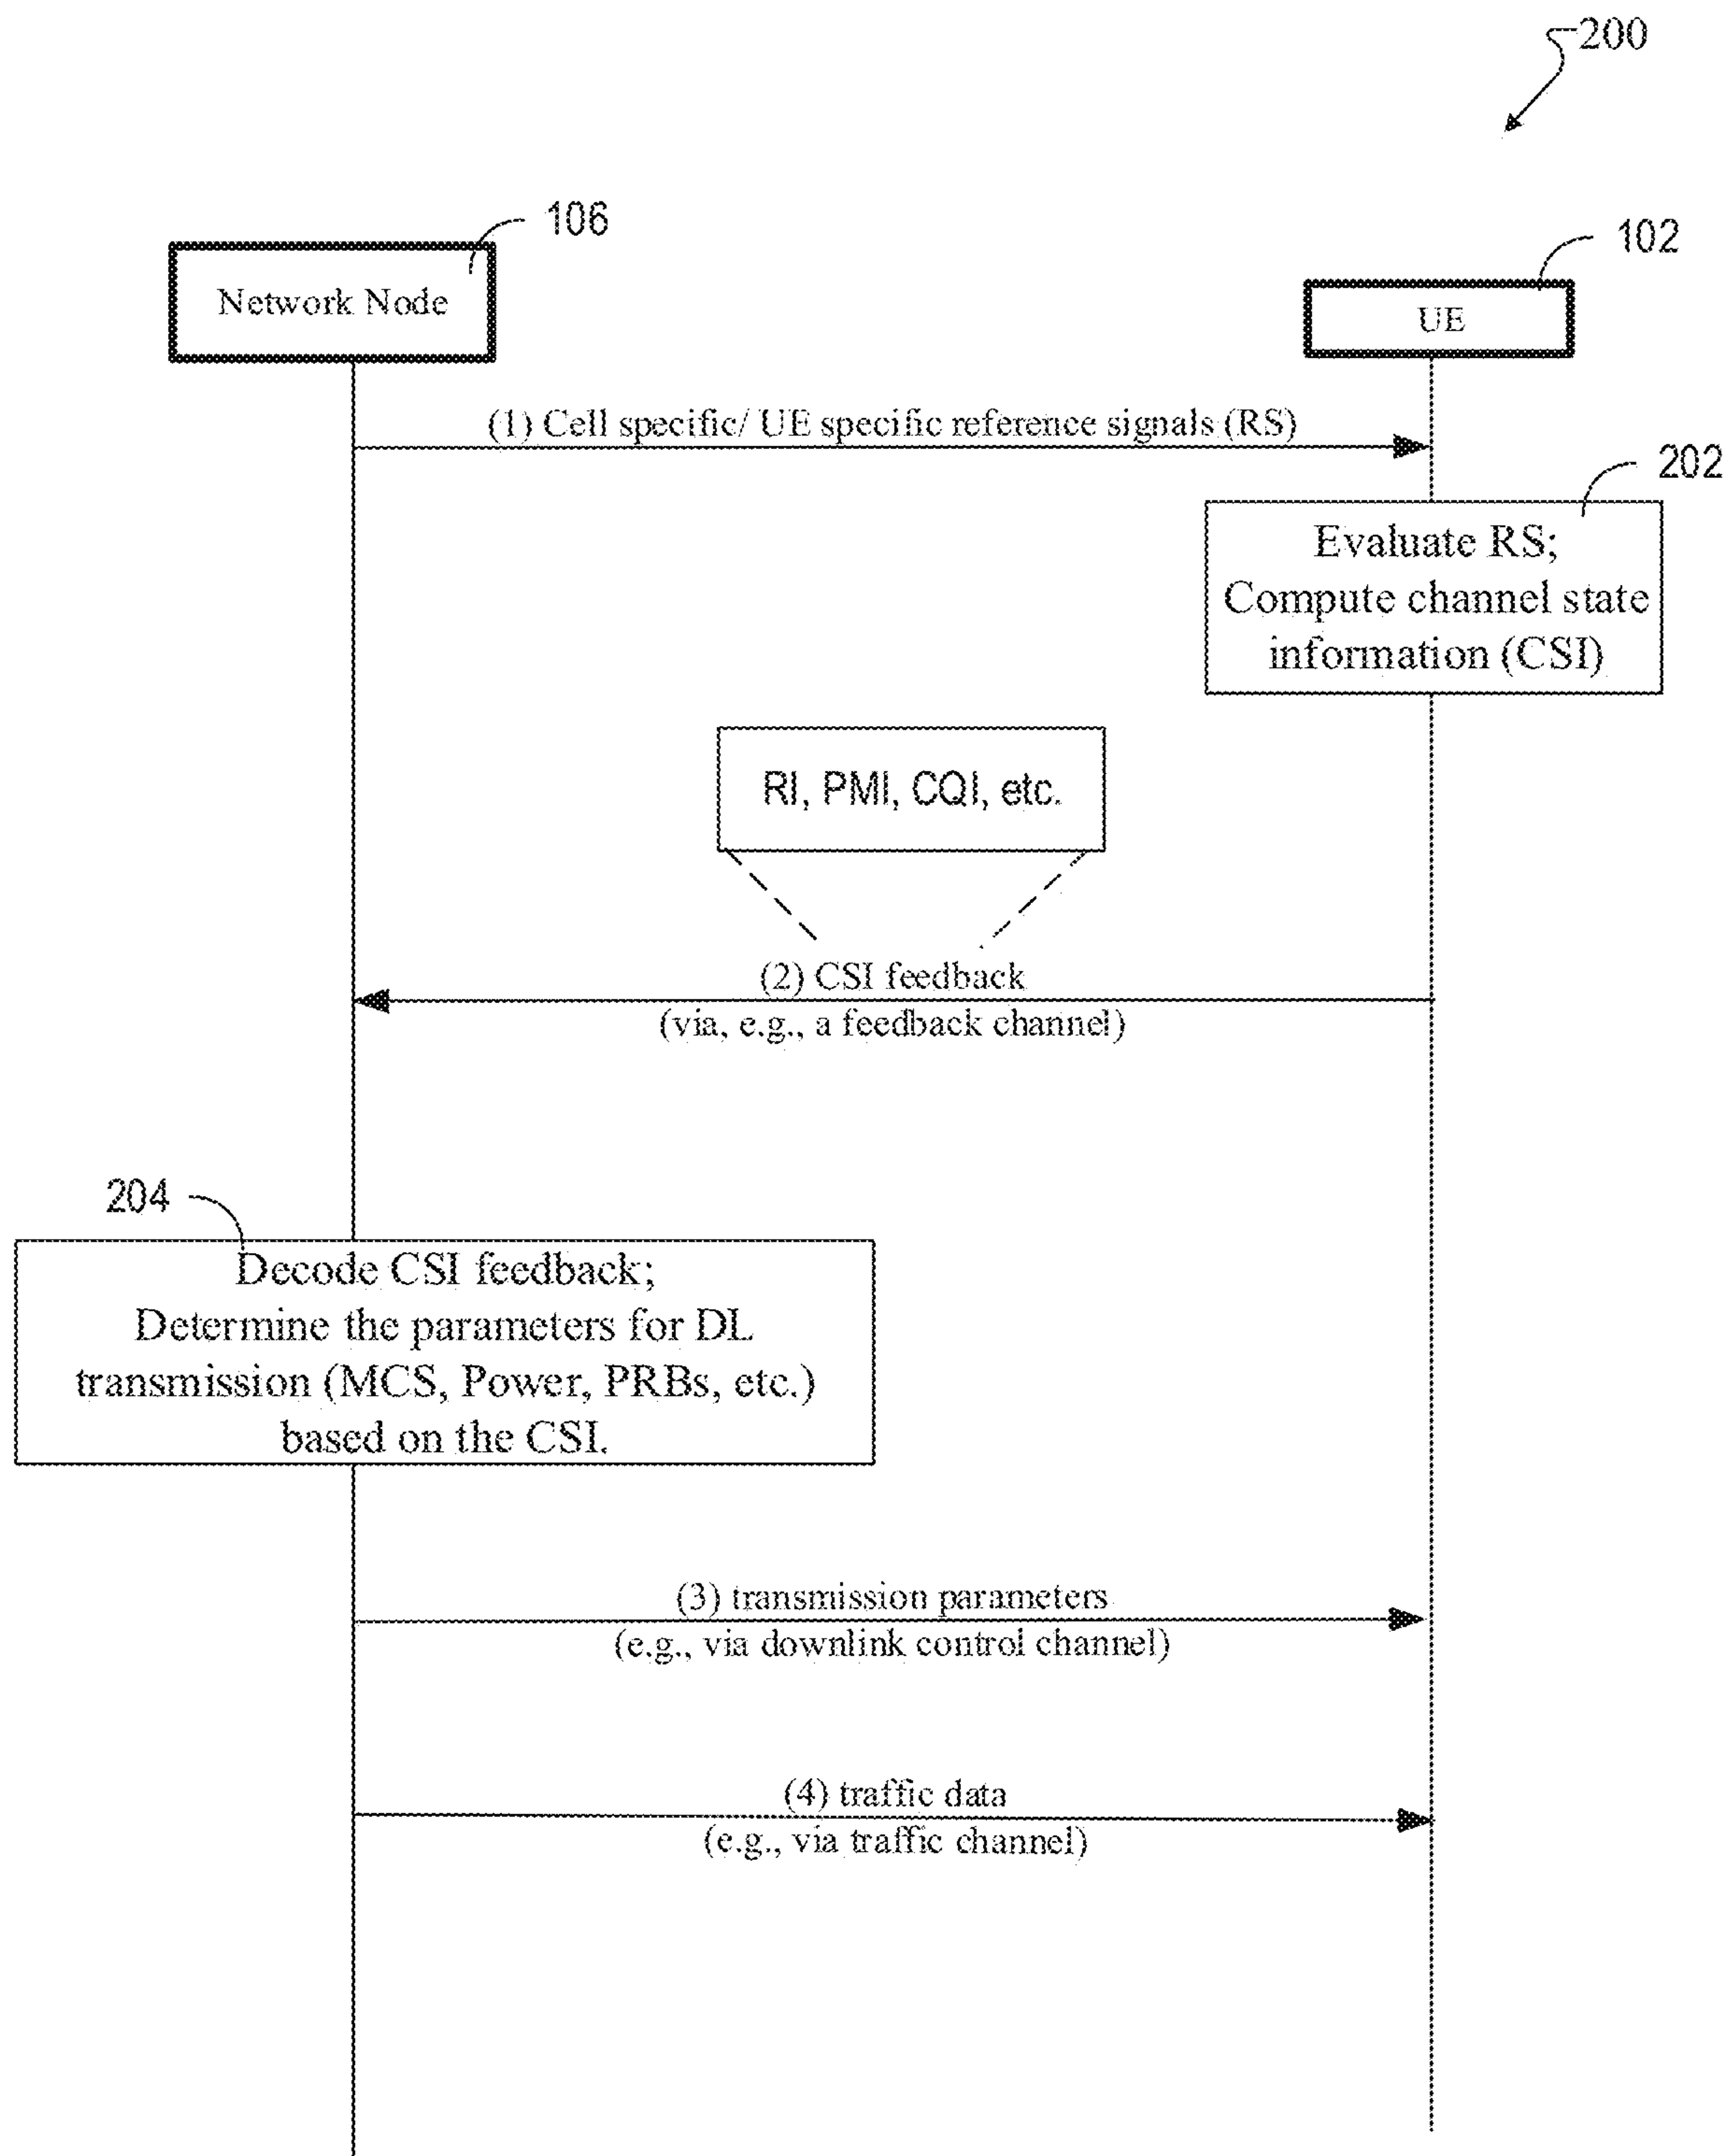 200
106
Network Node
102
UE
(1) Cell specific/ UE specific reference signals (RS)
202
Evaluate RS;
Compute channel state
information (CSI)
RI, PMI, CQI, etc.
(2) CSI feedback
(via, e.g., a feedback channel)
204
Decode CSI feedback;
Determine the parameters for DL
transmission (MCS, Power, PRBs, etc.)
based on the CSI.
(3) transmission parameters
(e.g., via downlink control channel)
(4) traffic data
(e.g., via traffic channel)